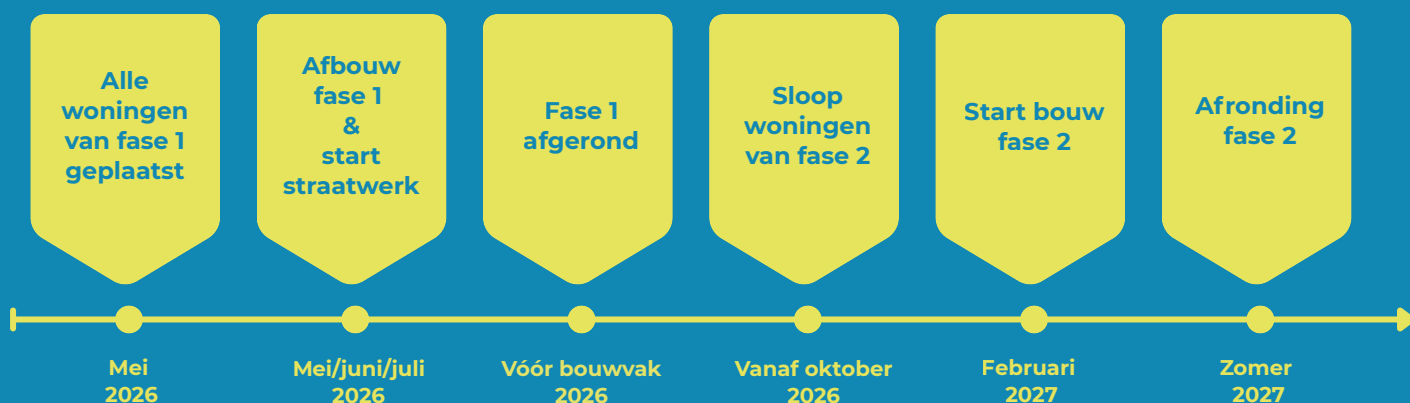 Alle
woningen
van fase 1
geplaatst
Afbouw
fase 1
&
start
straatwerk
Fase 1
afgerond
Sloop
woningen
van fase 2
Start bouw
fase 2
Afronding
fase 2
Mei
2026
Mei/juni/juli
2026
Vóór bouwvak
2026
Vanaf oktober
2026
Februari
2027
Zomer
2027